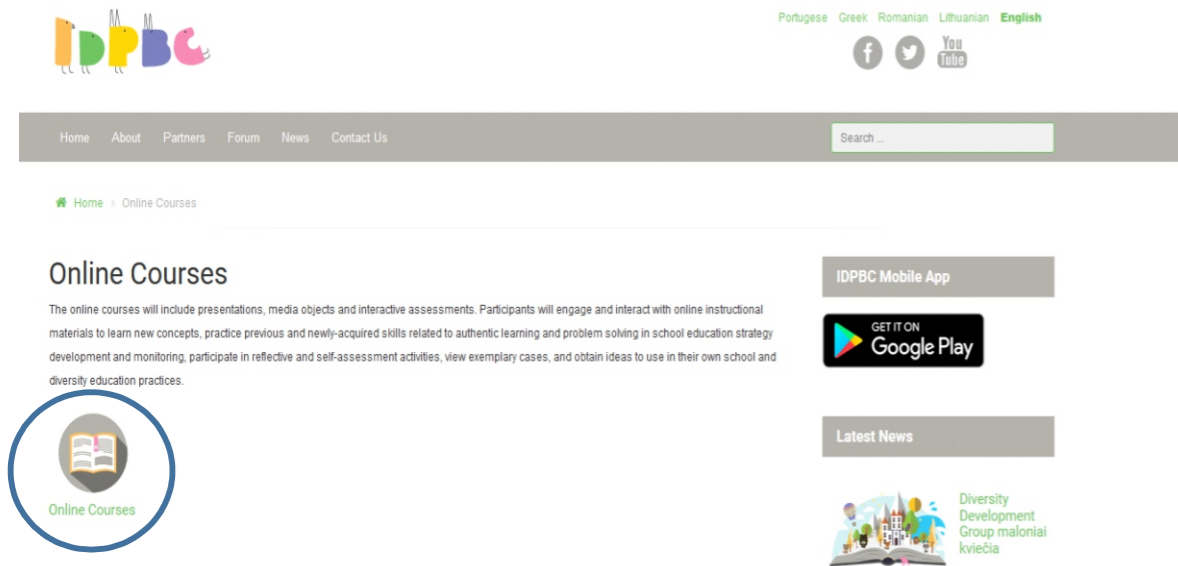 IDPBC
Portugese Greek Romanian Lithuanian English
You
Tube
Home About Partners Forum News Contact Us
Search ...
Home > Online Courses
Online Courses
The online courses will include presentations, media objects and interactive assessments. Participants will engage and interact with online instructional
materials to learn new concepts, practice previous and newly-acquired skills related to authentic learning and problem solving in school education strategy
development and monitoring, participate in reflective and self-assessment activities, view exemplary cases, and obtain ideas to use in their own school and
diversity education practices.
Online Courses
IDPBC Mobile App
GET IT ON
Google Play
Latest News
Diversity
Development
Group maloniai
kviečia